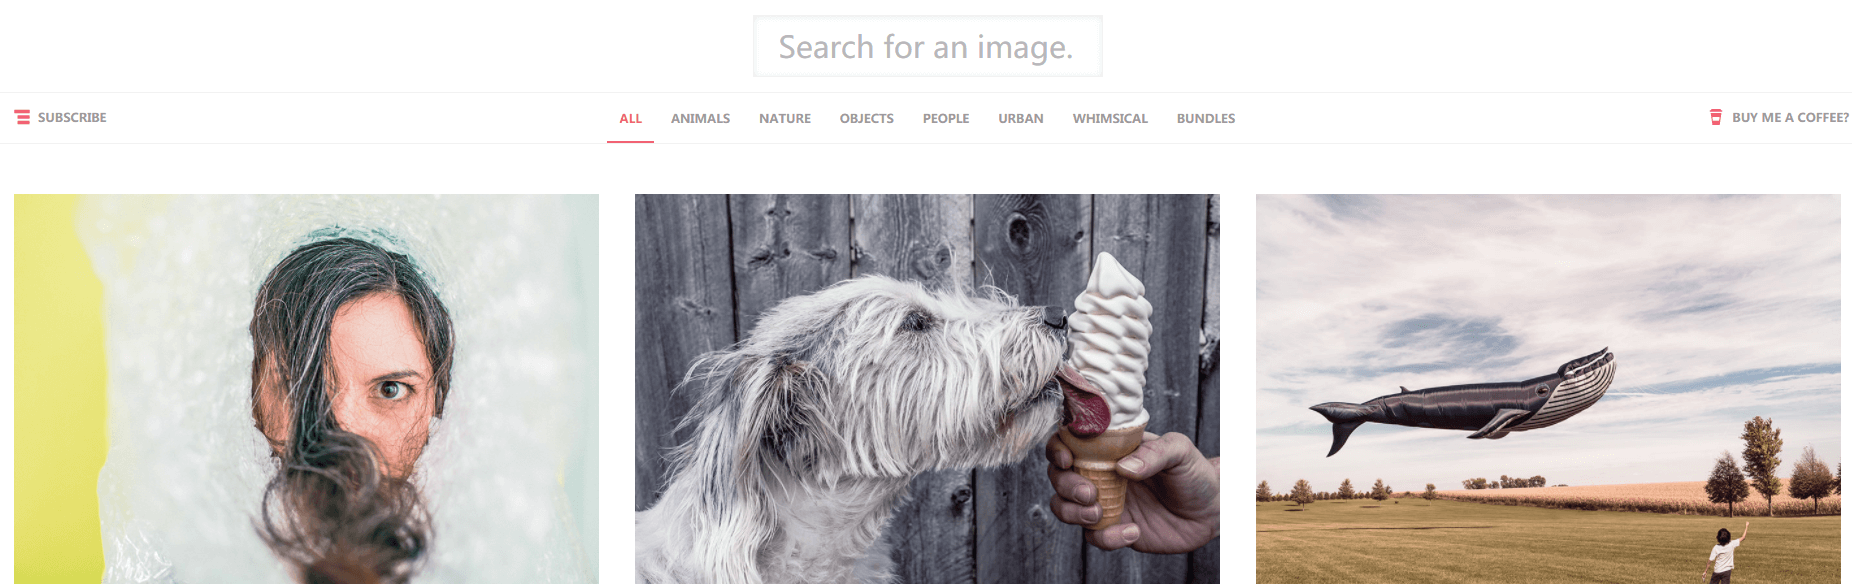 Search for an image.
SUBSCRIBE
ALL ANIMALS NATURE OBJECTS PEOPLE URBAN WHIMSICAL BUNDLES
BUY ME A COFFEE?